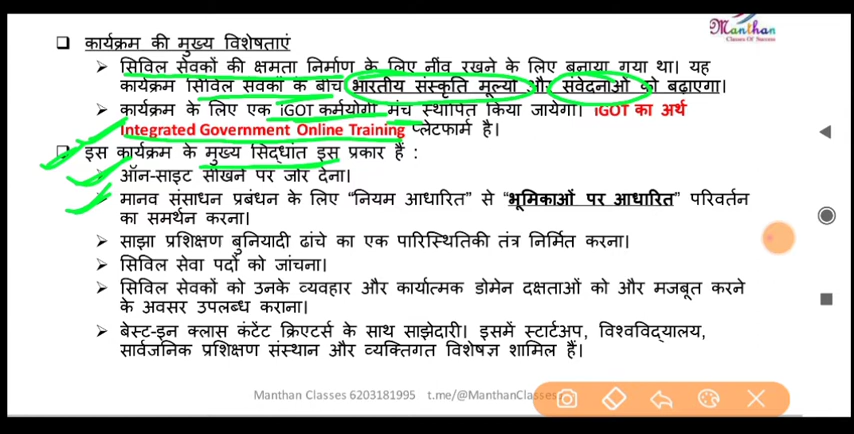 Manthan
Classes Of Success
कार्यक्रम की मुख्य विशेषताएं
सिविल सेवकों की क्षमता निर्माण के लिए नींव रखने के लिए बनाया गया था। यह
कार्यक्रम सिविल सेवकों के बीच भारतीय संस्कृति मूल्यों और संवेदनाओं को बढ़ाएगा।
कार्यक्रम के लिए एक iGOT कर्मयोगी मंच स्थापित किया जायेगा। iGOT का अर्थ
Integrated Government Online Training प्लेटफार्म है।
इस कार्यक्रम के मुख्य सिद्धांत इस प्रकार हैं :
ऑन-साइट सीखने पर जोर देना।
मानव संसाधन प्रबंधन के लिए “नियम आधारित” से “भूमिकाओं पर आधारित” परिवर्तन
का समर्थन करना।
साझा प्रशिक्षण बुनियादी ढांचे का एक पारिस्थितिकी तंत्र निर्मित करना।
सिविल सेवा पदों को जांचना।
सिविल सेवकों को उनके व्यवहार और कार्यात्मक डोमेन दक्षताओं को और मजबूत करने
के अवसर उपलब्ध कराना।
बेस्ट-इन क्लास कंटेंट क्रिएटर्स के साथ साझेदारी। इसमें स्टार्टअप, विश्वविद्यालय,
सार्वजनिक प्रशिक्षण संस्थान और व्यक्तिगत विशेषज्ञ शामिल हैं।
Manthan Classes 6203181995 t.me/@ManthanClasses